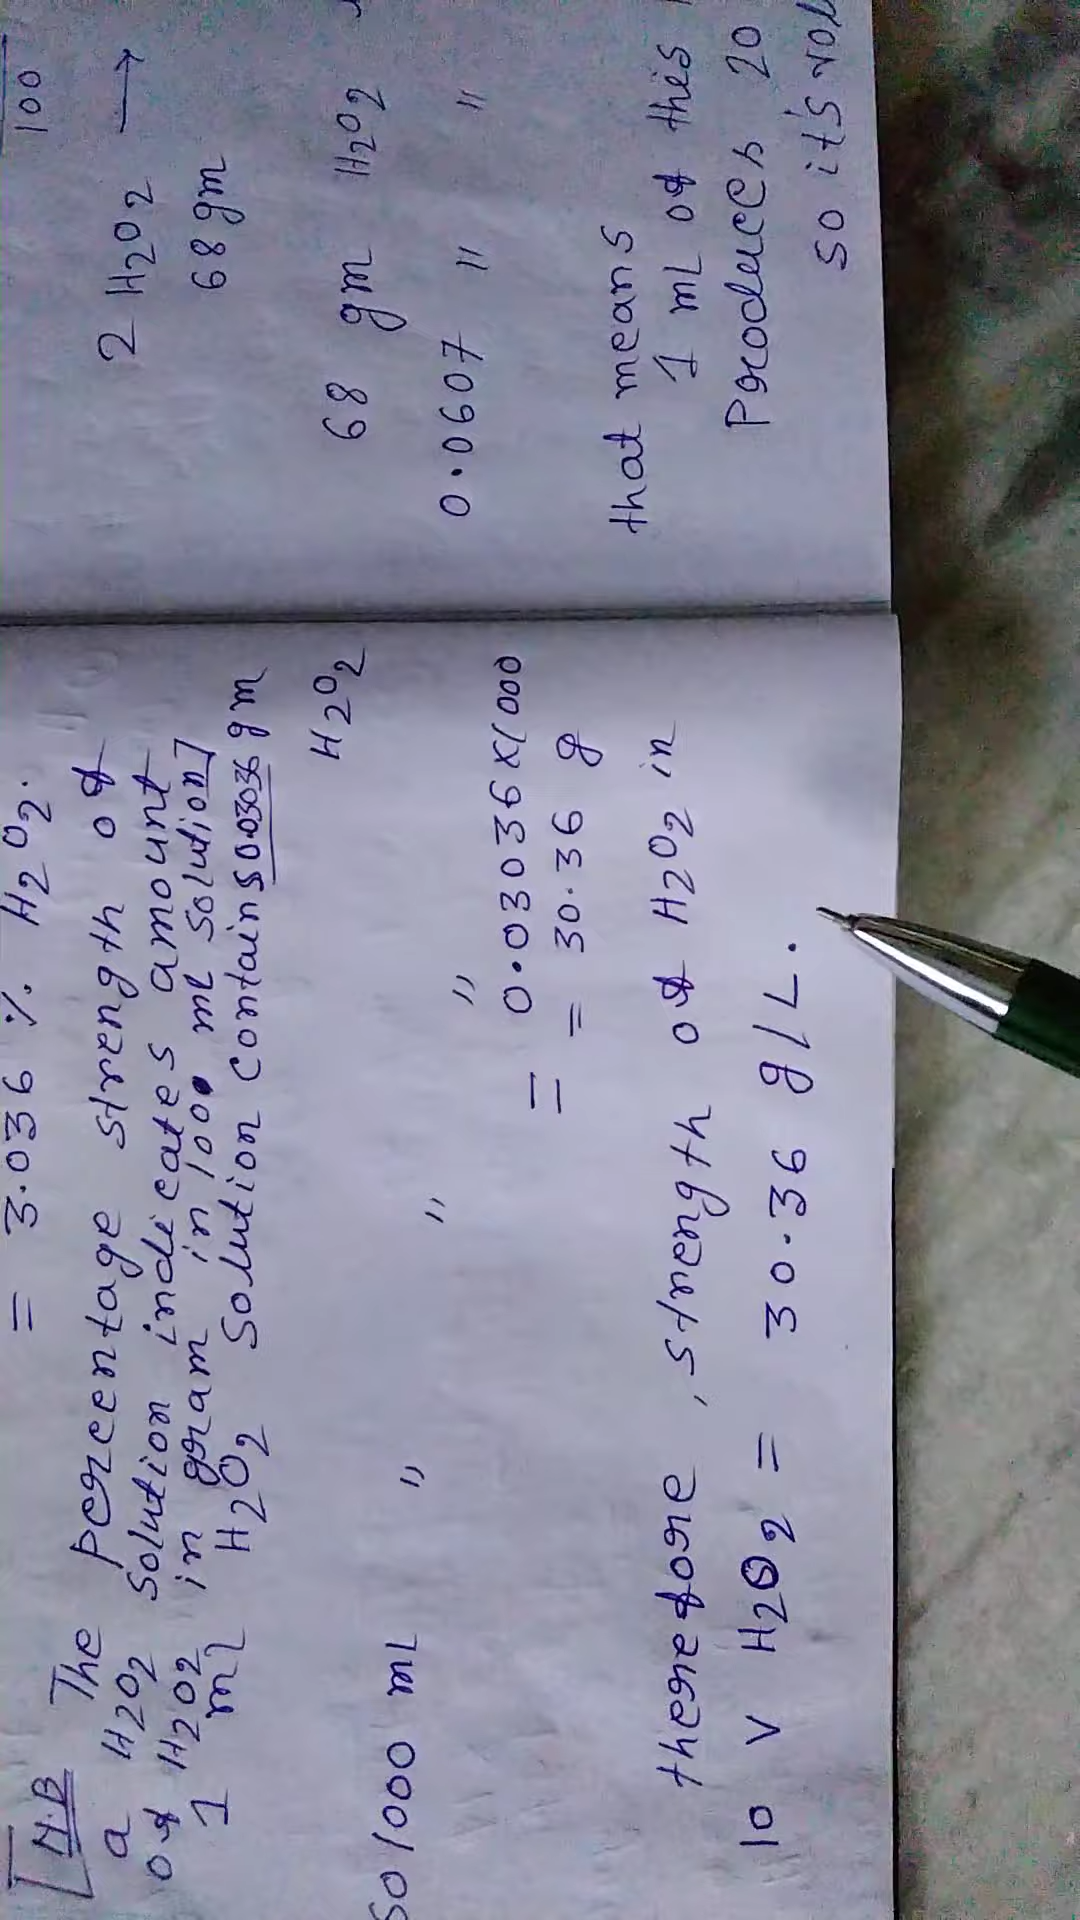 = 3.036 %. H2O2.
[N.B The percentage strength of
a H2O2 solution indicates amount
of H2O2 in gram in 100 ml solution]
1 ml H2O2 solution contains 0.03036 gm
H2O2
so 1000 mL " " "
= 0.03036 x 1000
= 30.36 g
therefore, strength of H2O2 in
10 V H2O2 = 30.36 g/L.
100
2 H2O2 →
68 gm
68 gm H2O2
0.0607 " "
that means
1 mL of this
Produces 20
so it's